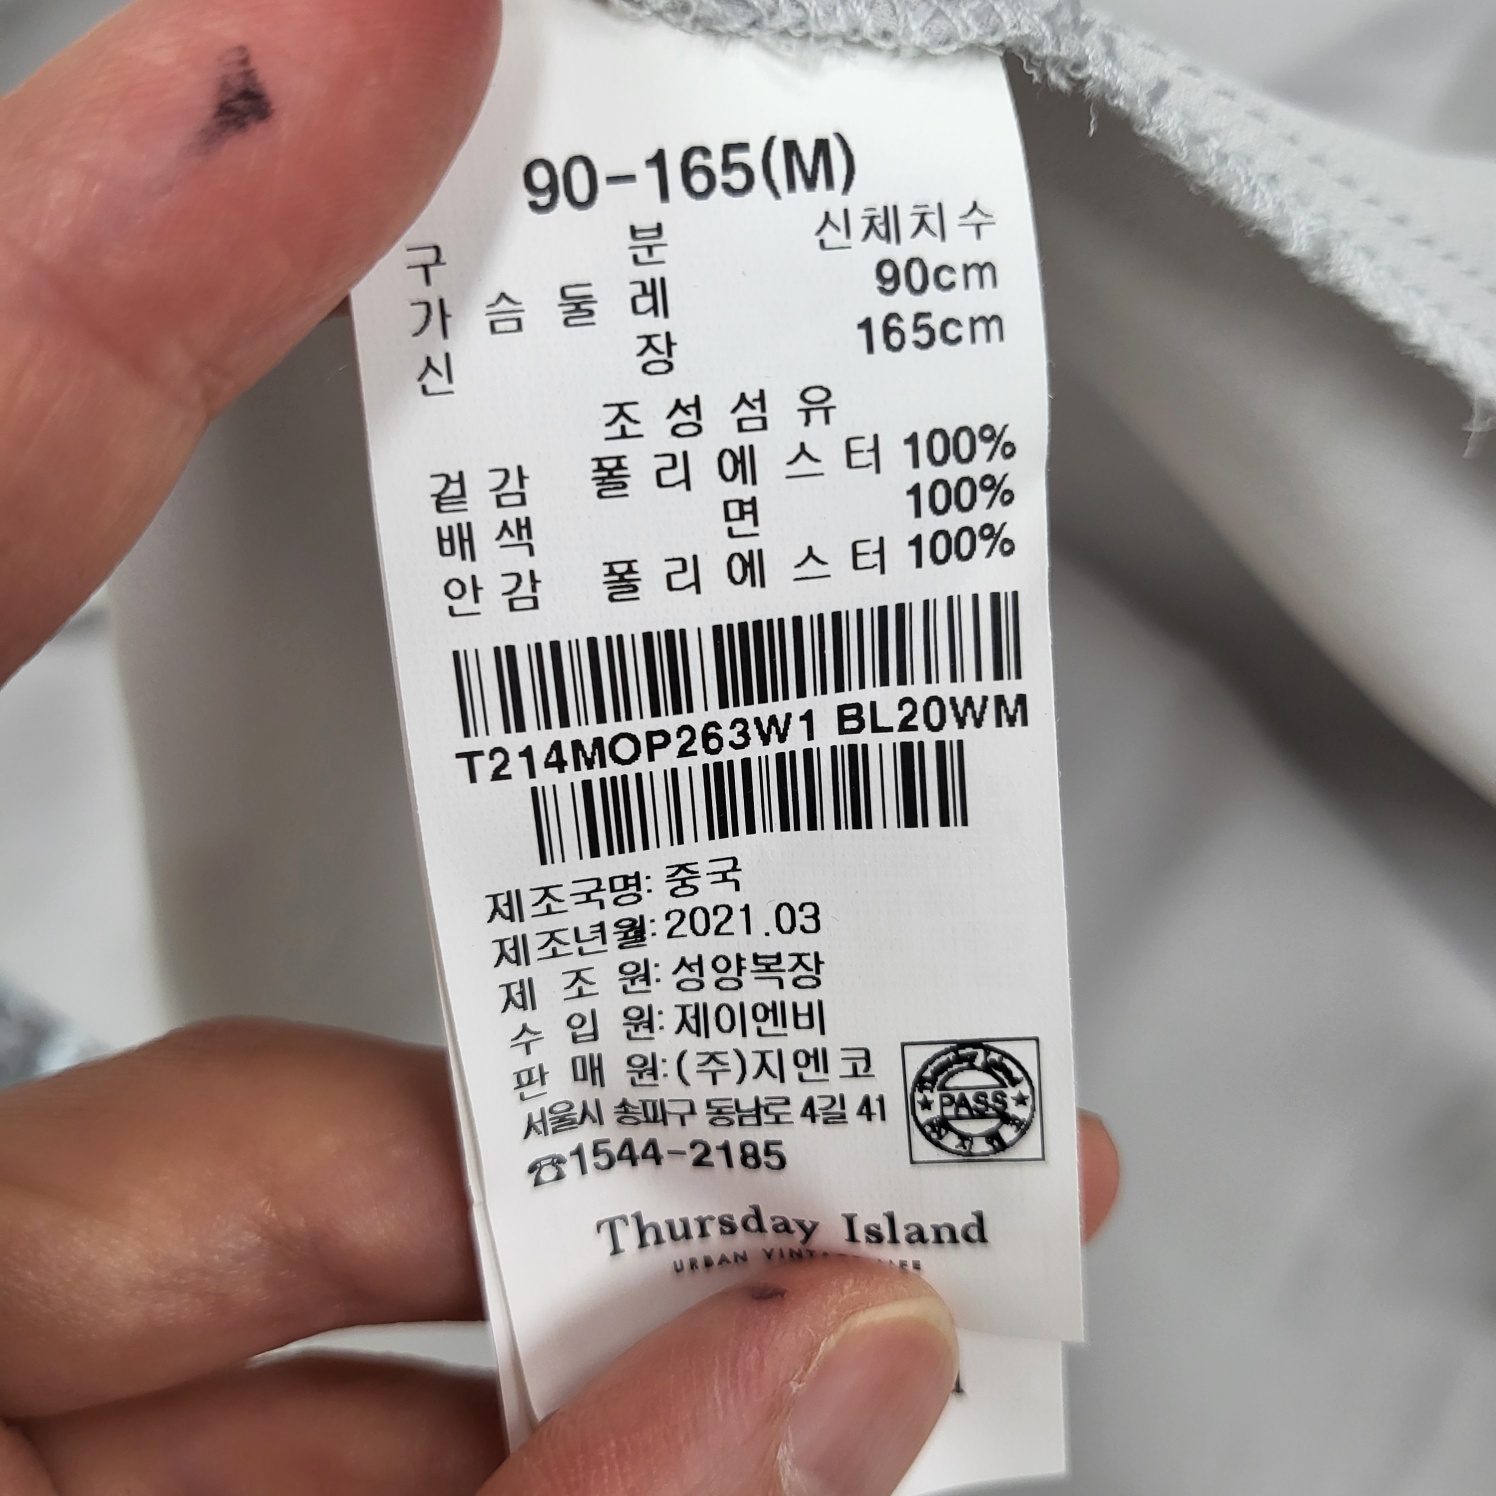 90-165(M)
구 분 신체치수
가 슴 둘 레 90cm
신 장 165cm
조 성 섬 유
겉 감 폴 리 에 스 터 100%
배 색 면 100%
안 감 폴 리 에 스 터 100%
T214MOP263W1 BL20WM
제조국명: 중국
제조년월: 2021.03
제 조 원: 성양복장
수 입 원: 제이엔비
판 매 원: (주)지엔코
서울시 송파구 동남로 4길 41
☎1544-2185
PASS
Thursday Island
URBAN